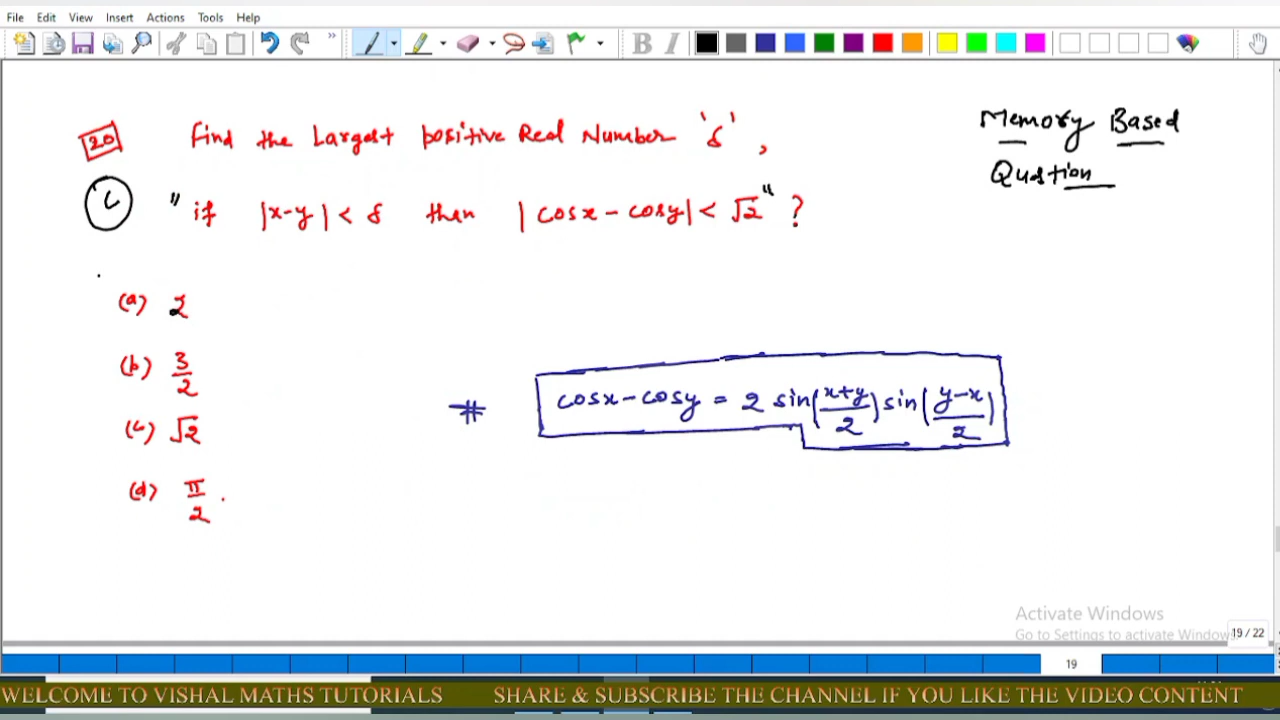 File Edit View Insert Actions Tools Help
20 Find the Largest positive Real Number 'δ',
Memory Based
Qustion
C "if |x-y| < δ then |cosx - cosy| < √2" ?
(a) 2
(b) 3/2
(c) √2
(d) π/2.
# cosx - cosy = 2 sin(x+y/2) sin(y-x/2)
Activate Windows
Go to Settings to activate Windows
19 / 22
19
WELCOME TO VISHAL MATHS TUTORIALS SHARE & SUBSCRIBE THE CHANNEL IF YOU LIKE THE VIDEO CONTENT